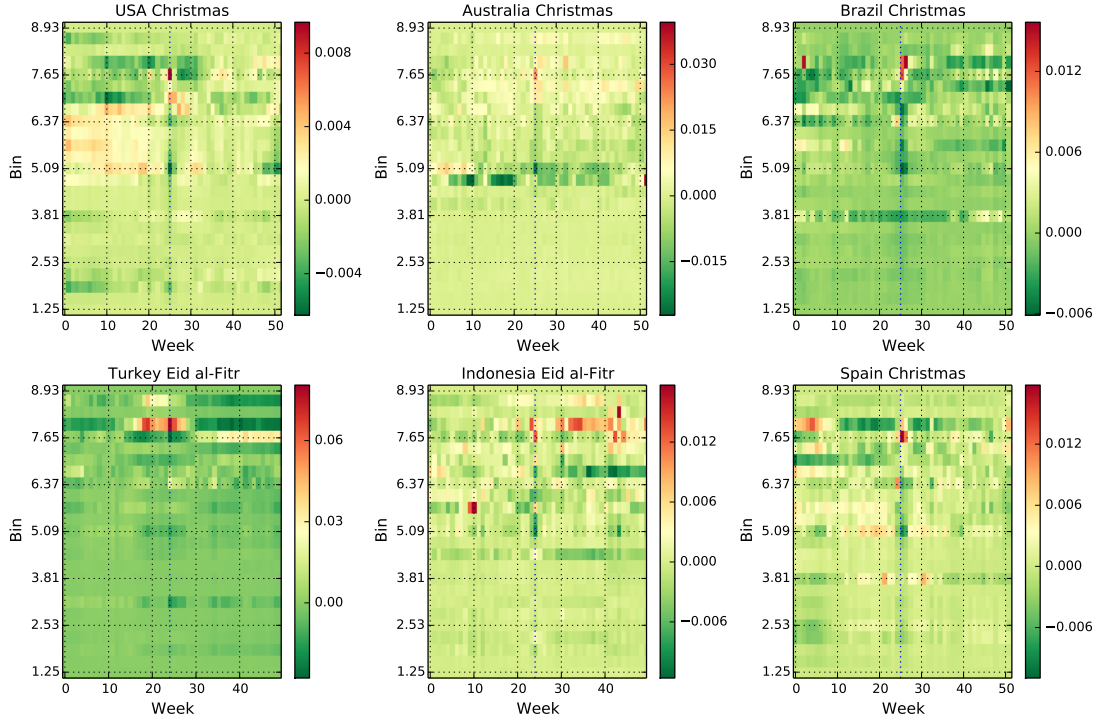 USA Christmas
8.93
7.65
6.37
5.09
3.81
2.53
1.25
Bin
0 10 20 30 40 50
Week
0.008
0.004
0.000
−0.004
Australia Christmas
8.93
7.65
6.37
5.09
3.81
2.53
1.25
Bin
0 10 20 30 40 50
Week
0.030
0.015
0.000
−0.015
Brazil Christmas
8.93
7.65
6.37
5.09
3.81
2.53
1.25
Bin
0 10 20 30 40 50
Week
0.012
0.006
0.000
−0.006
Turkey Eid al-Fitr
8.93
7.65
6.37
5.09
3.81
2.53
1.25
Bin
0 10 20 30 40
Week
0.06
0.03
0.00
Indonesia Eid al-Fitr
8.93
7.65
6.37
5.09
3.81
2.53
1.25
Bin
0 10 20 30 40
Week
0.012
0.006
0.000
−0.006
Spain Christmas
8.93
7.65
6.37
5.09
3.81
2.53
1.25
Bin
0 10 20 30 40 50
Week
0.012
0.006
0.000
−0.006